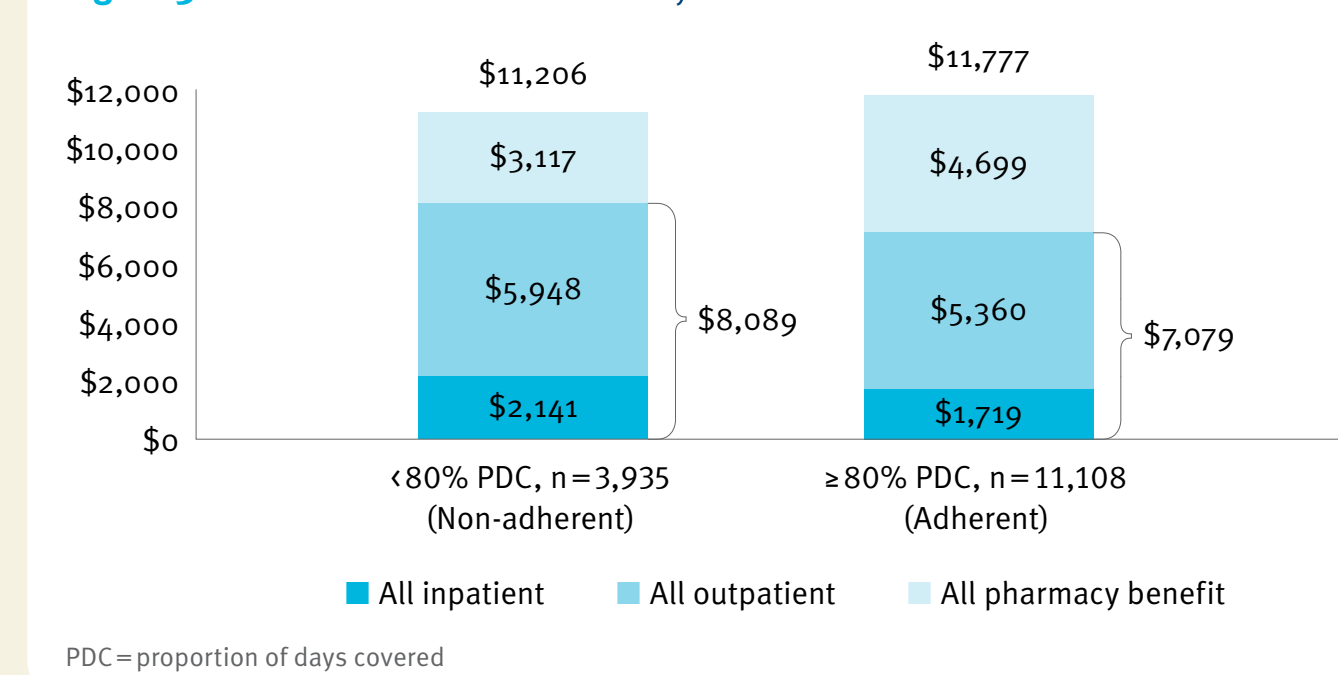 $11,206
$11,777
$12,000
$10,000
$8,000
$6,000
$4,000
$2,000
$0
$3,117
$5,948
$2,141
$8,089
$4,699
$5,360
$1,719
$7,079
<80% PDC, n=3,935
(Non-adherent)
≥80% PDC, n=11,108
(Adherent)
All inpatient
All outpatient
All pharmacy benefit
PDC=proportion of days covered